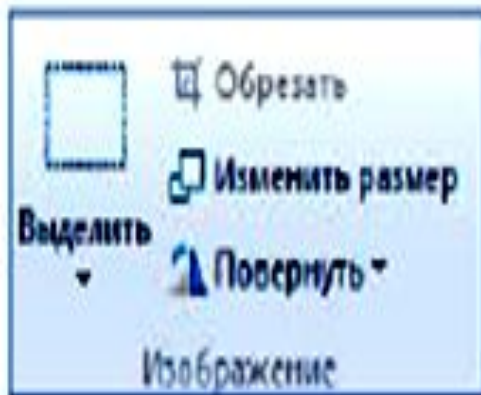 Обрезать
Изменить размер
Выделить
Повернуть
Изображение